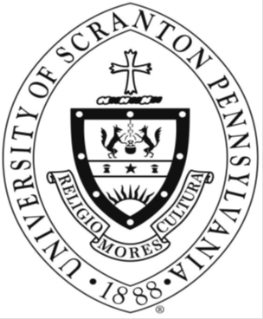 UNIVERSITY OF SCRANTON PENNSYLVANIA
· 1888 ·
RELIGIO
MORES
CULTURA
®